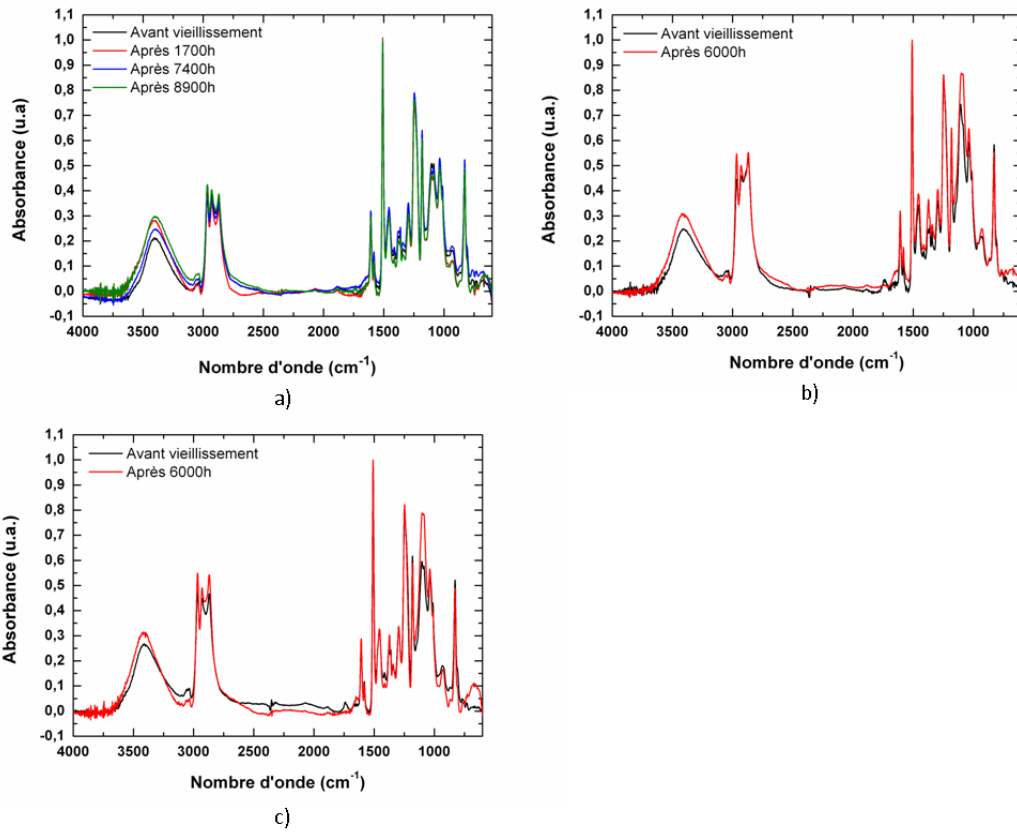 1,1
1,0
0,9
0,8
0,7
0,6
0,5
0,4
0,3
0,2
0,1
0,0
-0,1
Absorbance (u.a)
Avant vieillissement
Après 1700h
Après 7400h
Après 8900h
4000 3500 3000 2500 2000 1500 1000
Nombre d'onde (cm-1)
a)
1,1
1,0
0,9
0,8
0,7
0,6
0,5
0,4
0,3
0,2
0,1
0,0
-0,1
Absorbance (u.a.)
Avant vieillissement
Après 6000h
4000 3500 3000 2500 2000 1500 1000
Nombre d'onde (cm-1)
b)
1,1
1,0
0,9
0,8
0,7
0,6
0,5
0,4
0,3
0,2
0,1
0,0
-0,1
Absorbance (u.a.)
Avant vieillissement
Après 6000h
4000 3500 3000 2500 2000 1500 1000
Nombre d'onde (cm-1)
c)